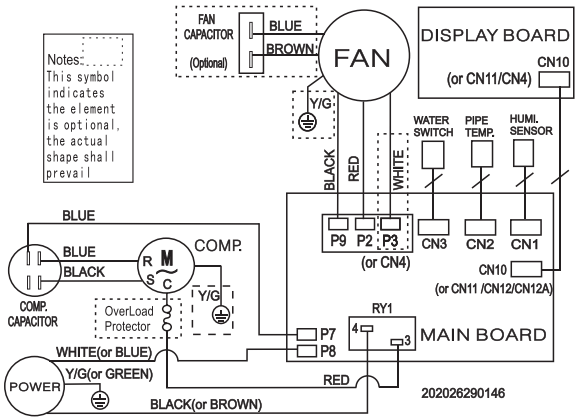 Notes:
This symbol
indicates
the element
is optional,
the actual
shape shall
prevail
FAN
CAPACITOR
(Optional)
BLUE
BROWN
FAN
Y/G
DISPLAY BOARD
CN10
(or CN11/CN4)
WATER
SWITCH
PIPE
TEMP.
HUMI.
SENSOR
BLACK
RED
WHITE
P9
P2
P3
(or CN4)
CN3
CN2
CN1
CN10
(or CN11 /CN12/CN12A)
BLUE
BLUE
BLACK
COMP.
CAPACITOR
R
S
C
M
COMP.
Y/G
OverLoad
Protector
P7
P8
RY1
4
3
MAIN BOARD
WHITE(or BLUE)
Y/G(or GREEN)
POWER
RED
BLACK(or BROWN)
202026290146